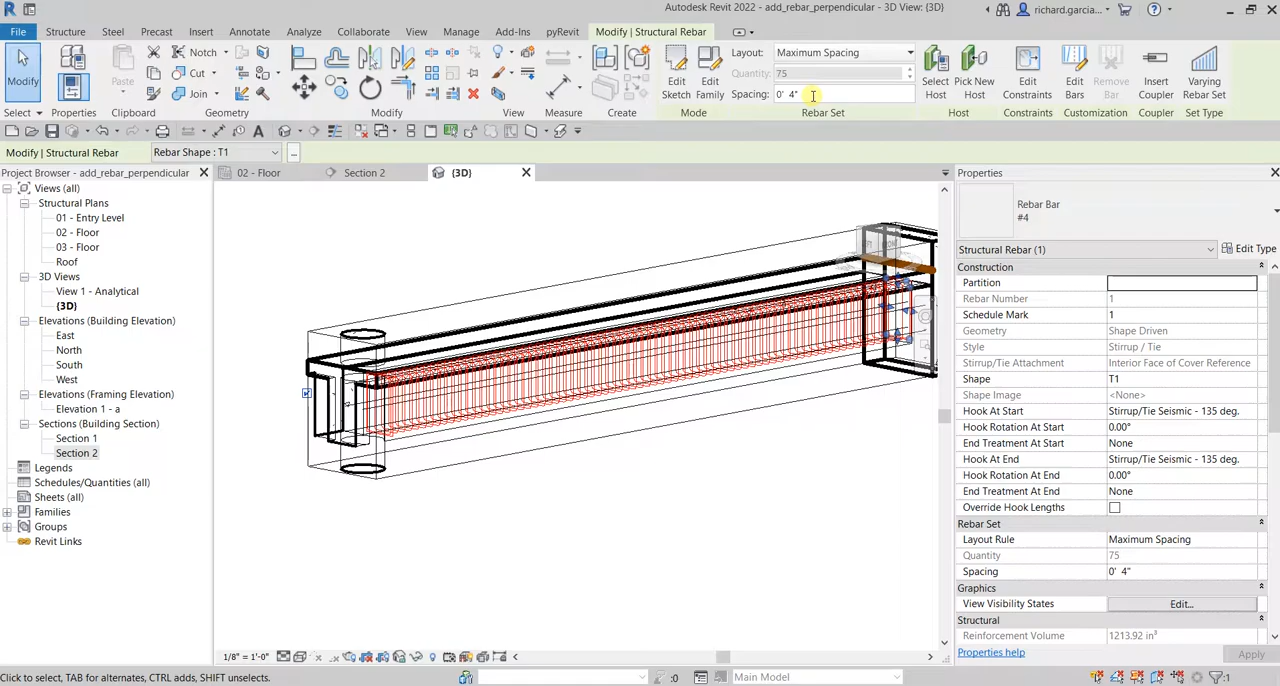 Autodesk Revit 2022 - add_rebar_perpendicular - 3D View: {3D}
richard.garcia...
File Structure Steel Precast Insert Annotate Analyze Collaborate View Manage Add-Ins pyRevit Modify | Structural Rebar
Modify
Paste
Notch
Cut
Join
Edit Sketch
Edit Family
Layout: Maximum Spacing
Quantity: 75
Spacing: 0' 4"
Select Host
Pick New Host
Edit Constraints
Edit Bars
Remove Bar
Insert Coupler
Varying Rebar Set
Select Properties Clipboard Geometry Modify View Measure Create Mode Rebar Set Host Constraints Customization Coupler Set Type
Modify | Structural Rebar Rebar Shape : T1 ...
Project Browser - add_rebar_perpendicular
Views (all)
Structural Plans
01 - Entry Level
02 - Floor
03 - Floor
Roof
3D Views
View 1 - Analytical
{3D}
Elevations (Building Elevation)
East
North
South
West
Elevations (Framing Elevation)
Elevation 1 - a
Sections (Building Section)
Section 1
Section 2
Legends
Schedules/Quantities (all)
Sheets (all)
Families
Groups
Revit Links
02 - Floor Section 2 {3D}
1/8" = 1'-0"
Properties
Rebar Bar
#4
Structural Rebar (1) Edit Type
Construction
Partition
Rebar Number 1
Schedule Mark 1
Geometry Shape Driven
Style Stirrup / Tie
Stirrup/Tie Attachment Interior Face of Cover Reference
Shape T1
Shape Image <None>
Hook At Start Stirrup/Tie Seismic - 135 deg.
Hook Rotation At Start 0.00°
End Treatment At Start None
Hook At End Stirrup/Tie Seismic - 135 deg.
Hook Rotation At End 0.00°
End Treatment At End None
Override Hook Lengths
Rebar Set
Layout Rule Maximum Spacing
Quantity 75
Spacing 0' 4"
Graphics
View Visibility States Edit...
Structural
Reinforcement Volume 1213.92 in³
Properties help Apply
Click to select, TAB for alternates, CTRL adds, SHIFT unselects.
:0 Main Model :1